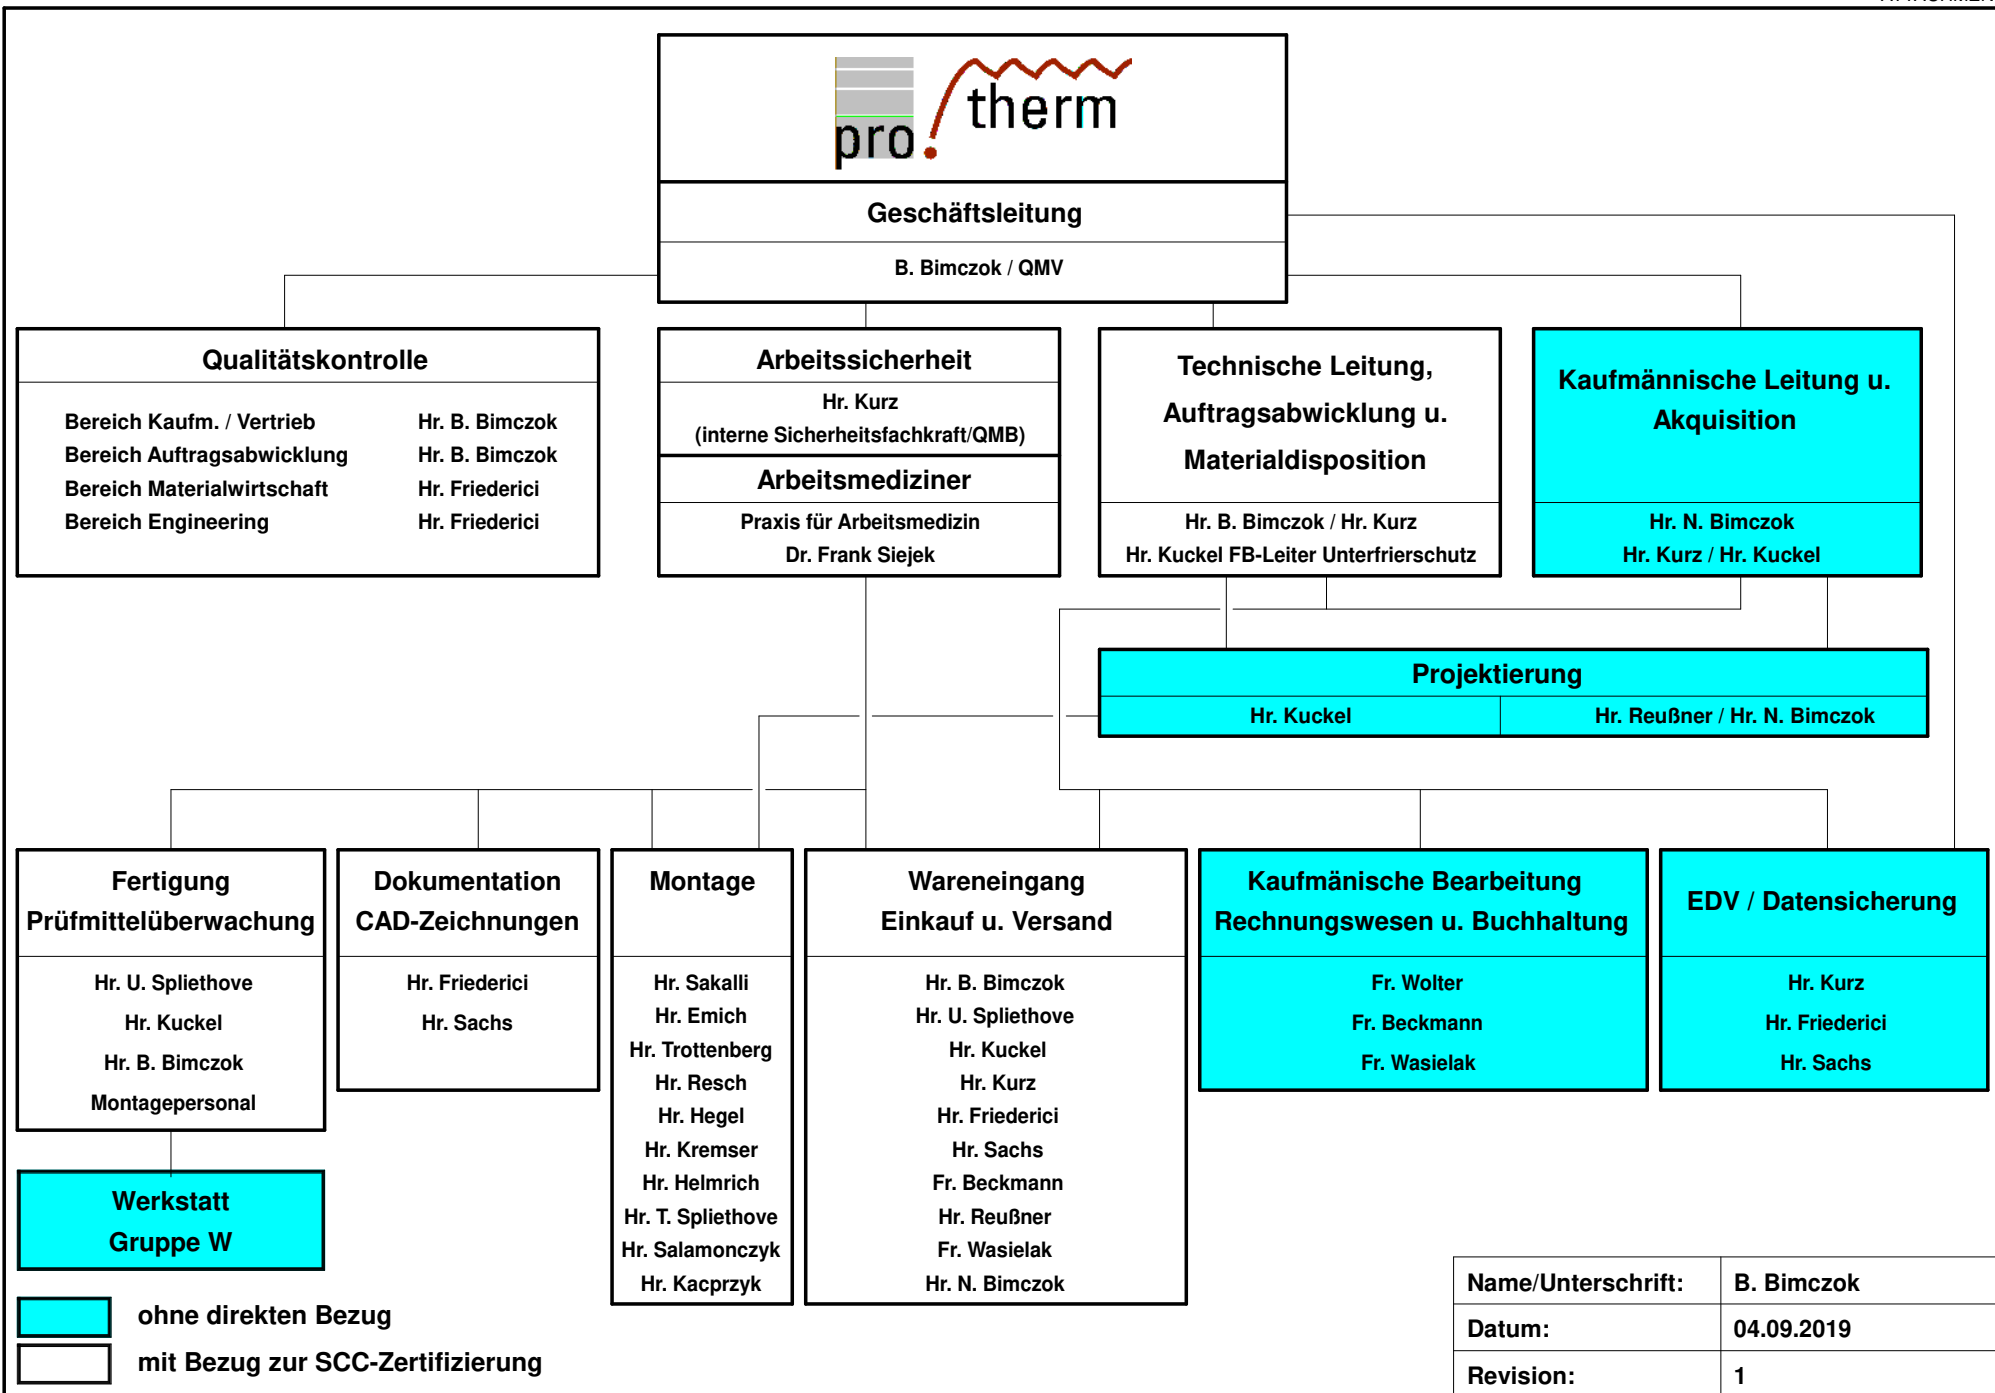 pro therm
Geschäftsleitung
B. Bimczok / QMV
Qualitätskontrolle
Bereich Kaufm. / Vertrieb Hr. B. Bimczok
Bereich Auftragsabwicklung Hr. B. Bimczok
Bereich Materialwirtschaft Hr. Friederici
Bereich Engineering Hr. Friederici
Arbeitssicherheit
Hr. Kurz
(interne Sicherheitsfachkraft/QMB)
Arbeitsmediziner
Praxis für Arbeitsmedizin
Dr. Frank Siejek
Technische Leitung,
Auftragsabwicklung u.
Materialdisposition
Hr. B. Bimczok / Hr. Kurz
Hr. Kuckel FB-Leiter Unterfrierschutz
Kaufmännische Leitung u.
Akquisition
Hr. N. Bimczok
Hr. Kurz / Hr. Kuckel
Projektierung
Hr. Kuckel
Hr. Reußner / Hr. N. Bimczok
Fertigung
Prüfmittelüberwachung
Hr. U. Spliethove
Hr. Kuckel
Hr. B. Bimczok
Montagepersonal
Werkstatt
Gruppe W
Dokumentation
CAD-Zeichnungen
Hr. Friederici
Hr. Sachs
Montage
Hr. Sakalli
Hr. Emich
Hr. Trottenberg
Hr. Resch
Hr. Hegel
Hr. Kremser
Hr. Helmrich
Hr. T. Spliethove
Hr. Salamonczyk
Hr. Kacprzyk
Wareneingang
Einkauf u. Versand
Hr. B. Bimczok
Hr. U. Spliethove
Hr. Kuckel
Hr. Kurz
Hr. Friederici
Hr. Sachs
Fr. Beckmann
Hr. Reußner
Fr. Wasielak
Hr. N. Bimczok
Kaufmänische Bearbeitung
Rechnungswesen u. Buchhaltung
Fr. Wolter
Fr. Beckmann
Fr. Wasielak
EDV / Datensicherung
Hr. Kurz
Hr. Friederici
Hr. Sachs
ohne direkten Bezug
mit Bezug zur SCC-Zertifizierung
Name/Unterschrift: B. Bimczok
Datum: 04.09.2019
Revision: 1